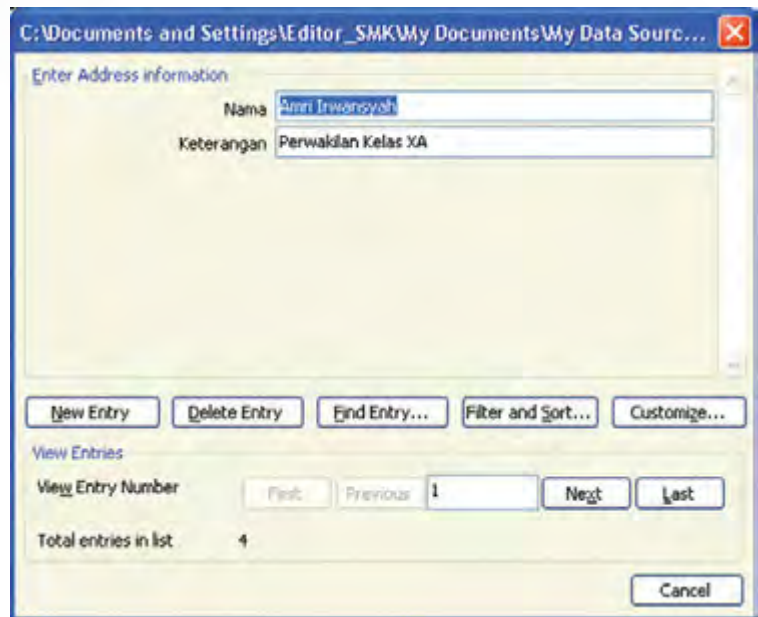 C:\Documents and Settings\Editor_SMK\My Documents\My Data Sourc...
Enter Address information
Nama Amri Irwansyah
Keterangan Perwakilan Kelas XA
New Entry Delete Entry Find Entry... Filter and Sort... Customize...
View Entries
View Entry Number First Previous 1 Next Last
Total entries in list 4
Cancel